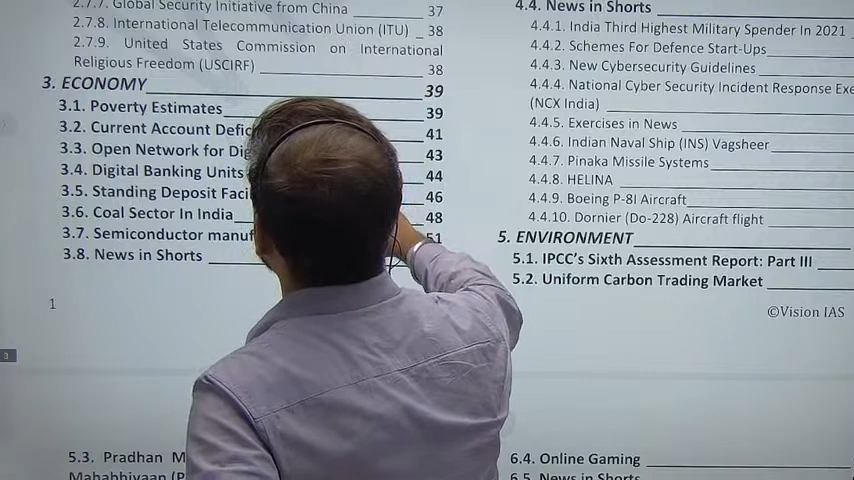 2.7.7. Global Security Initiative from China 37
2.7.8. International Telecommunication Union (ITU) 38
2.7.9. United States Commission on International
Religious Freedom (USCIRF) 38
3. ECONOMY 39
3.1. Poverty Estimates 39
3.2. Current Account 41
3.3. Open Network for 43
3.4. Digital Banking Units 44
3.5. Standing Deposit 46
3.6. Coal Sector In India 48
3.7. Semiconductor 51
3.8. News in Shorts
1
3
4.4. News in Shorts
4.4.1. India Third Highest Military Spender In 2021
4.4.2. Schemes For Defence Start-Ups
4.4.3. New Cybersecurity Guidelines
4.4.4. National Cyber Security Incident Response
(NCX India)
4.4.5. Exercises in News
4.4.6. Indian Naval Ship (INS) Vagsheer
4.4.7. Pinaka Missile Systems
4.4.8. HELINA
4.4.9. Boeing P-8I Aircraft
4.4.10. Dornier (Do-228) Aircraft flight
5. ENVIRONMENT
5.1. IPCC's Sixth Assessment Report: Part III
5.2. Uniform Carbon Trading Market
©Vision IAS
5.3. Pradhan
6.4. Online Gaming
6.5. News in Shorts